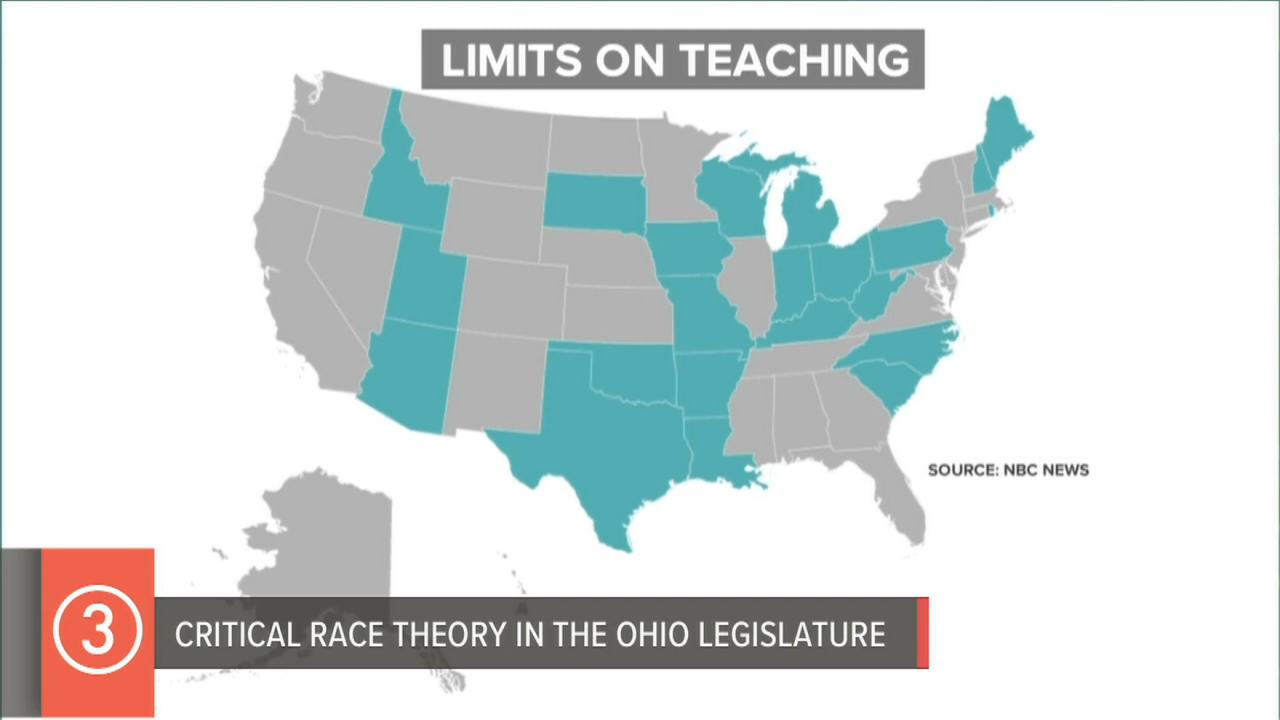 LIMITS ON TEACHING
SOURCE: NBC NEWS
3
CRITICAL RACE THEORY IN THE OHIO LEGISLATURE